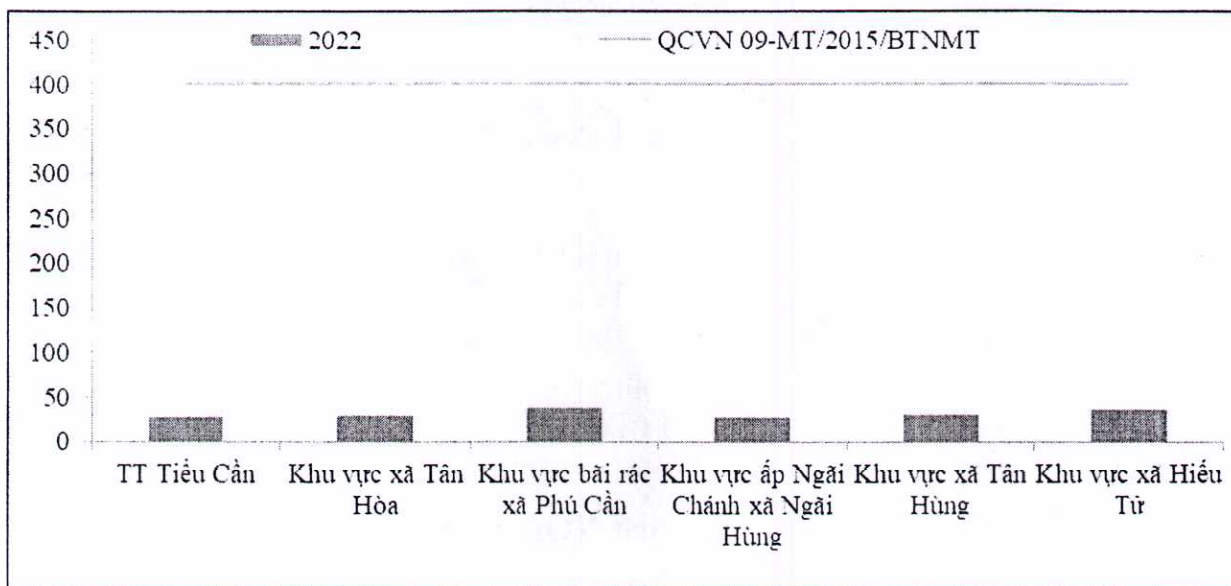 2022
QCVN 09-MT/2015/BTNMT
450
400
350
300
250
200
150
100
50
0
TT Tiểu Cần
Khu vực xã Tân
Hòa
Khu vực bãi rác
xã Phú Cần
Khu vực ấp Ngãi
Chánh xã Ngãi
Hùng
Khu vực xã Tân
Hùng
Khu vực xã Hiếu
Tử